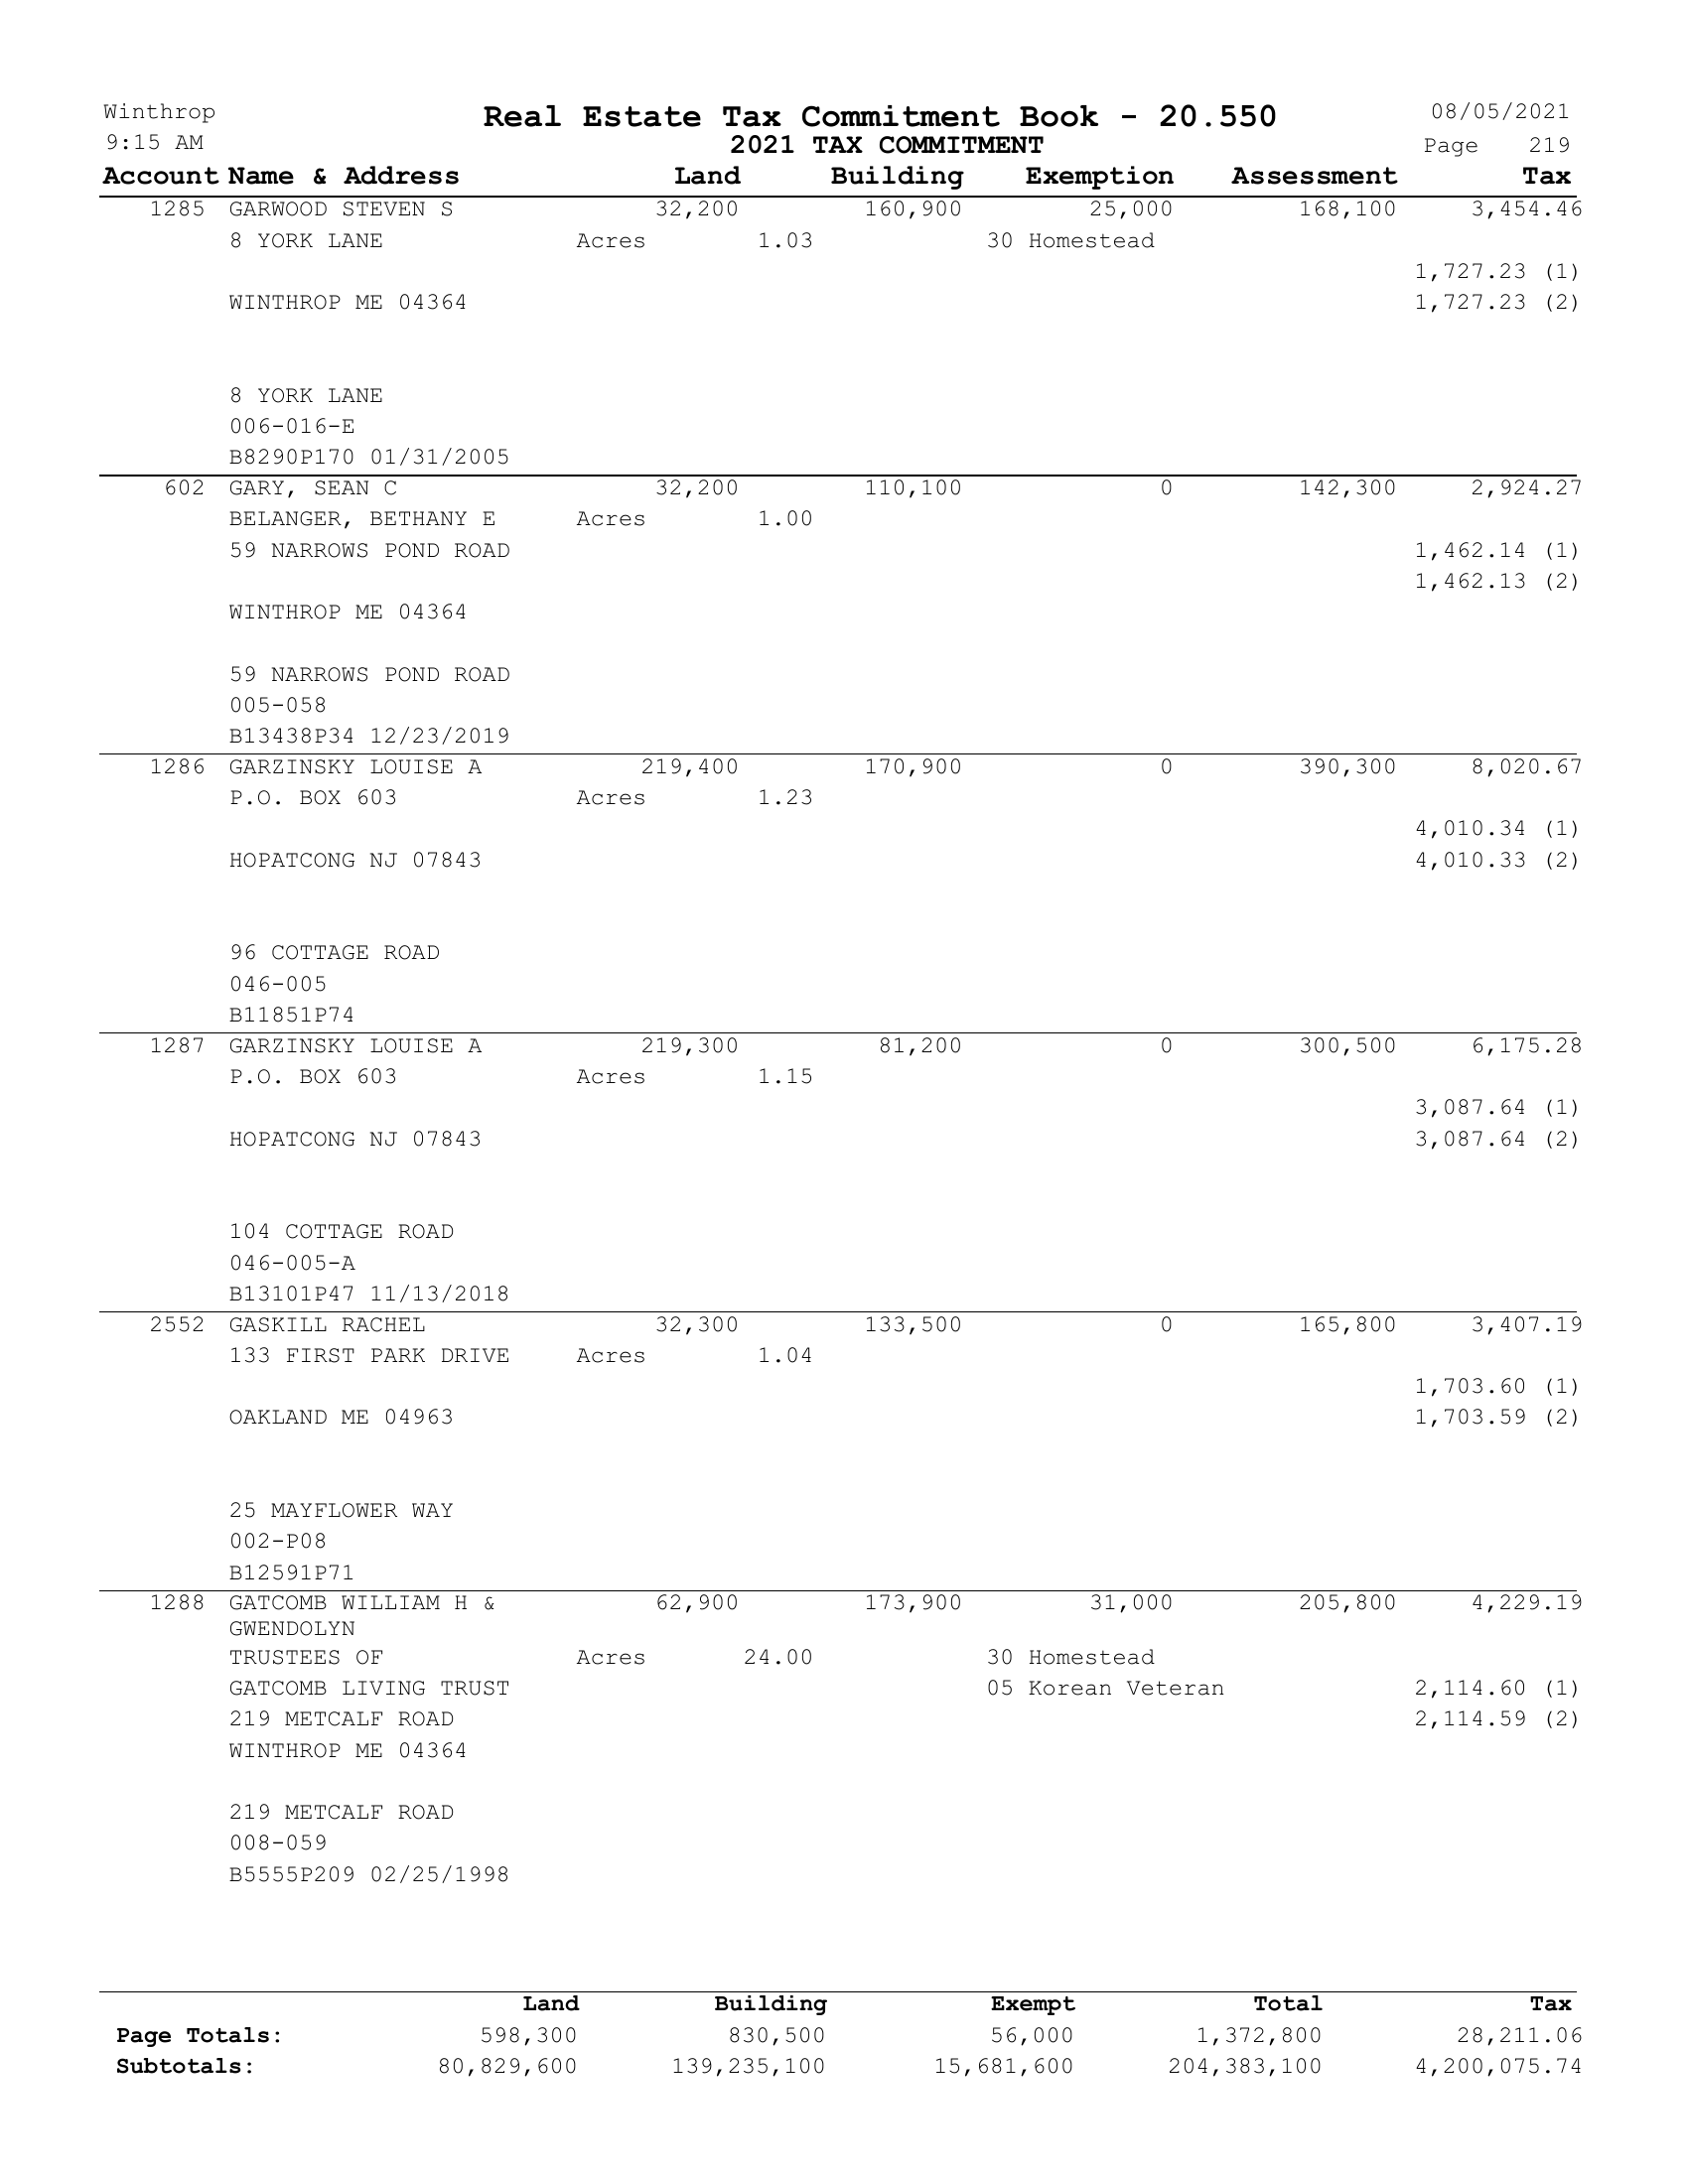 Winthrop Real Estate Tax Commitment Book - 20.550 08/05/2021
9:15 AM 2021 TAX COMMITMENT Page 219
Account Name & Address Land Building Exemption Assessment Tax
1285 GARWOOD STEVEN S 32,200 160,900 25,000 168,100 3,454.46
8 YORK LANE Acres 1.03 30 Homestead
1,727.23 (1)
WINTHROP ME 04364 1,727.23 (2)
8 YORK LANE
006-016-E
B8290P170 01/31/2005
602 GARY, SEAN C 32,200 110,100 0 142,300 2,924.27
BELANGER, BETHANY E Acres 1.00
59 NARROWS POND ROAD 1,462.14 (1)
1,462.13 (2)
WINTHROP ME 04364
59 NARROWS POND ROAD
005-058
B13438P34 12/23/2019
1286 GARZINSKY LOUISE A 219,400 170,900 0 390,300 8,020.67
P.O. BOX 603 Acres 1.23
4,010.34 (1)
HOPATCONG NJ 07843 4,010.33 (2)
96 COTTAGE ROAD
046-005
B11851P74
1287 GARZINSKY LOUISE A 219,300 81,200 0 300,500 6,175.28
P.O. BOX 603 Acres 1.15
3,087.64 (1)
HOPATCONG NJ 07843 3,087.64 (2)
104 COTTAGE ROAD
046-005-A
B13101P47 11/13/2018
2552 GASKILL RACHEL 32,300 133,500 0 165,800 3,407.19
133 FIRST PARK DRIVE Acres 1.04
1,703.60 (1)
OAKLAND ME 04963 1,703.59 (2)
25 MAYFLOWER WAY
002-P08
B12591P71
1288 GATCOMB WILLIAM H & 62,900 173,900 31,000 205,800 4,229.19
GWENDOLYN
TRUSTEES OF Acres 24.00 30 Homestead
GATCOMB LIVING TRUST 05 Korean Veteran 2,114.60 (1)
219 METCALF ROAD 2,114.59 (2)
WINTHROP ME 04364
219 METCALF ROAD
008-059
B5555P209 02/25/1998
Land Building Exempt Total Tax
Page Totals: 598,300 830,500 56,000 1,372,800 28,211.06
Subtotals: 80,829,600 139,235,100 15,681,600 204,383,100 4,200,075.74